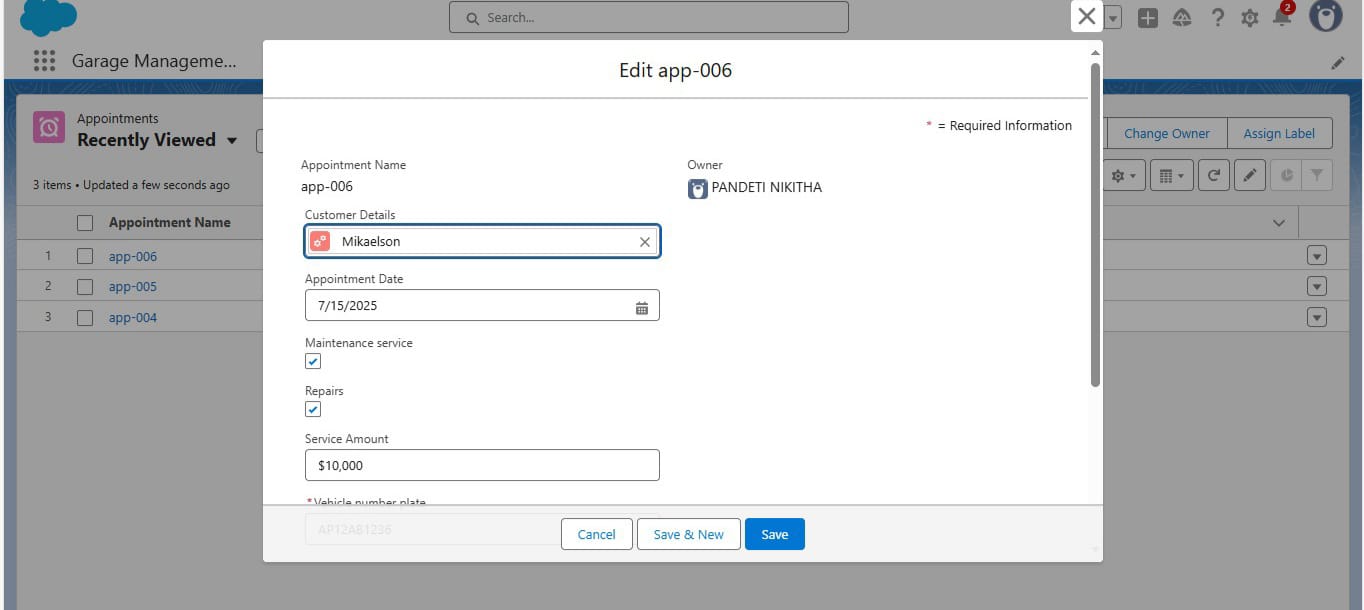 Search...
2
Garage Manageme...
Edit app-006
Appointments
Recently Viewed
Change Owner
Assign Label
* = Required Information
3 items • Updated a few seconds ago
Appointment Name
app-006
Owner
PANDETI NIKITHA
Customer Details
Mikaelson
Appointment Name
1 app-006
2 app-005
3 app-004
Appointment Date
7/15/2025
Maintenance service
Repairs
Service Amount
$10,000
*Vehicle number plate
AP12AB1236
Cancel
Save & New
Save